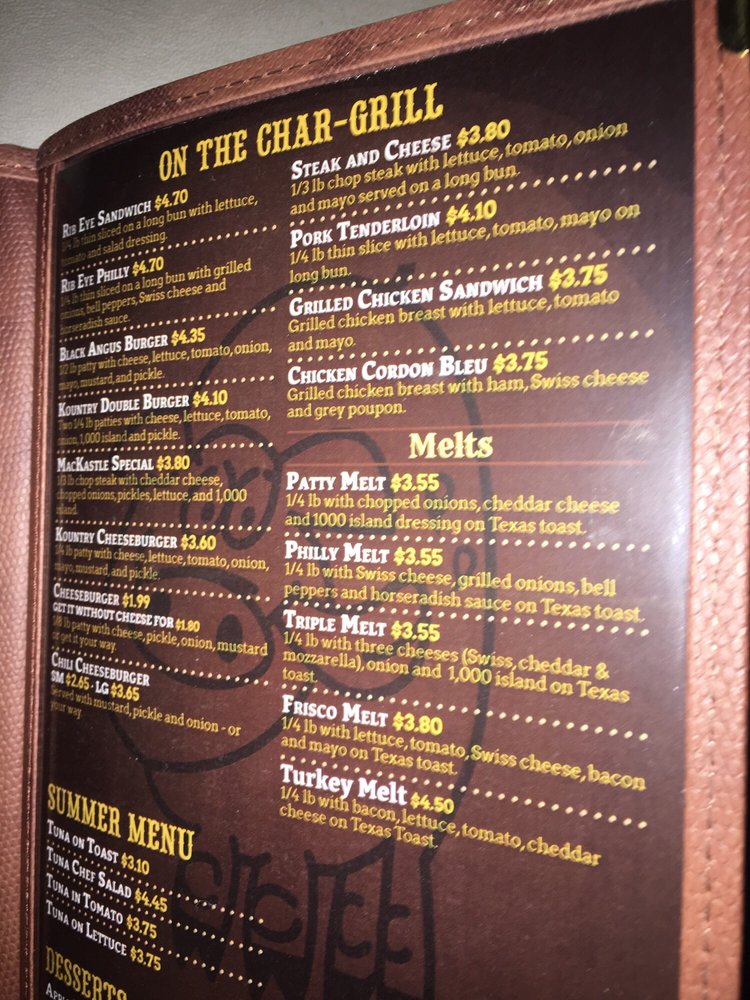 ON THE CHAR-GRILL
RIB EYE SANDWICH $4.70
1/4 lb thin sliced on a long bun with lettuce,
tomato and salad dressing.
RIB EYE PHILLY $4.70
1/4 lb thin sliced on a long bun with grilled
onions, bell peppers, Swiss cheese and
horseradish sauce.
BLACK ANGUS BURGER $4.35
1/2 lb patty with cheese, lettuce, tomato, onion,
mayo, mustard, and pickle.
KOUNTRY DOUBLE BURGER $4.10
Two 1/4 lb patties with cheese, lettuce, tomato,
onion, 1,000 island and pickle.
MACKASTLE SPECIAL $3.80
1/3 lb chop steak with cheddar cheese,
chopped onions, pickles, lettuce, and 1,000
island.
KOUNTRY CHEESEBURGER $3.60
1/4 lb patty with cheese, lettuce, tomato, onion,
mayo, mustard, and pickle.
CHEESEBURGER $1.99
GET IT WITHOUT CHEESE FOR $1.80
1/8 lb patty with cheese, pickle, onion, mustard
or get it your way.
CHILI CHEESEBURGER
SM $2.65 · LG $3.65
Served with mustard, pickle and onion - or
your way.
STEAK AND CHEESE $3.80
1/3 lb chop steak with lettuce, tomato, onion
and mayo served on a long bun.
PORK TENDERLOIN $4.10
1/4 lb thin slice with lettuce, tomato, mayo on
long bun.
GRILLED CHICKEN SANDWICH $3.75
Grilled chicken breast with lettuce, tomato
and mayo.
CHICKEN CORDON BLEU $3.75
Grilled chicken breast with ham, Swiss cheese
and grey poupon.
Melts
PATTY MELT $3.55
1/4 lb with chopped onions, cheddar cheese
and 1000 island dressing on Texas toast.
PHILLY MELT $3.55
1/4 lb with Swiss cheese, grilled onions, bell
peppers and horseradish sauce on Texas toast.
TRIPLE MELT $3.55
1/4 lb with three cheeses (Swiss, cheddar &
mozzarella), onion and 1,000 island on Texas
toast.
FRISCO MELT $3.80
1/4 lb with lettuce, tomato, Swiss cheese, bacon
and mayo on Texas toast.
Turkey Melt $4.50
1/4 lb with bacon, lettuce, tomato, cheddar
cheese on Texas Toast.
SUMMER MENU
TUNA ON TOAST $3.10
TUNA CHEF SALAD $4.45
TUNA IN TOMATO $3.75
TUNA ON LETTUCE $3.75
DESSERTS